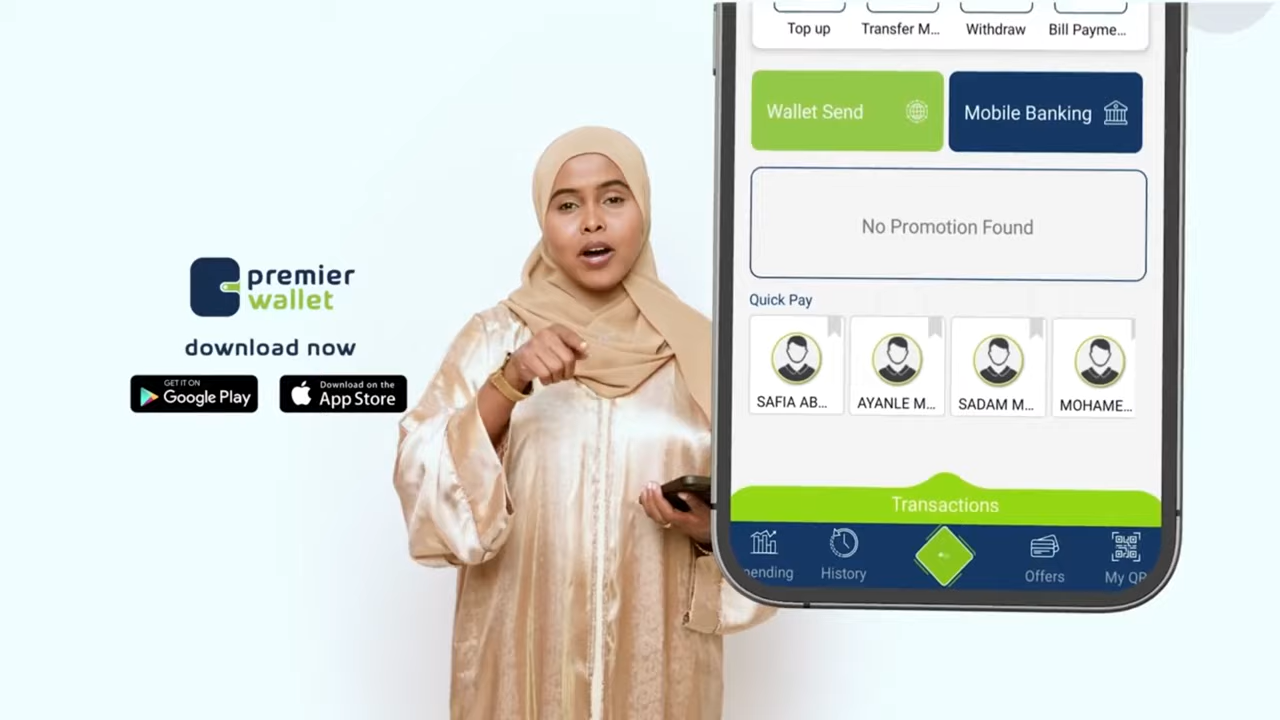 premier
wallet
download now
GET IT ON
Google Play
Download on the
App Store
Top up
Transfer M...
Withdraw
Bill Payme...
Wallet Send
Mobile Banking
No Promotion Found
Quick Pay
SAFIA AB...
AYANLE M...
SADAM M...
MOHAME...
Transactions
ending
History
Offers
My QR